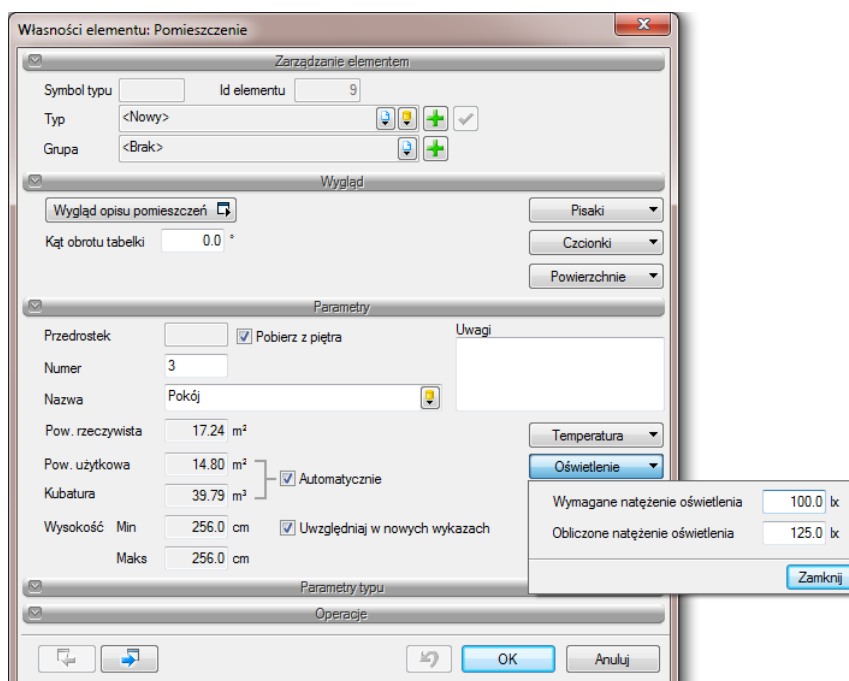 Własności elementu: Pomieszczenie
Zarządzanie elementem
Symbol typu Id elementu 9
Typ <Nowy>
Grupa <Brak>
Wygląd
Wygląd opisu pomieszczeń Pisaki
Kąt obrotu tabelki 0.0 ° Czcionki
Powierzchnie
Parametry
Przedrostek Pobierz z piętra Uwagi
Numer 3
Nazwa Pokój
Pow. rzeczywista 17.24 m² Temperatura
Pow. użytkowa 14.80 m² Automatycznie Oświetlenie
Kubatura 39.79 m³
Wymagane natężenie oświetlenia 100.0 lx
Wysokość Min 256.0 cm Uwzględniaj w nowych wykazach Obliczone natężenie oświetlenia 125.0 lx
Maks 256.0 cm
Zamknij
Parametry typu
Operacje
OK Anuluj